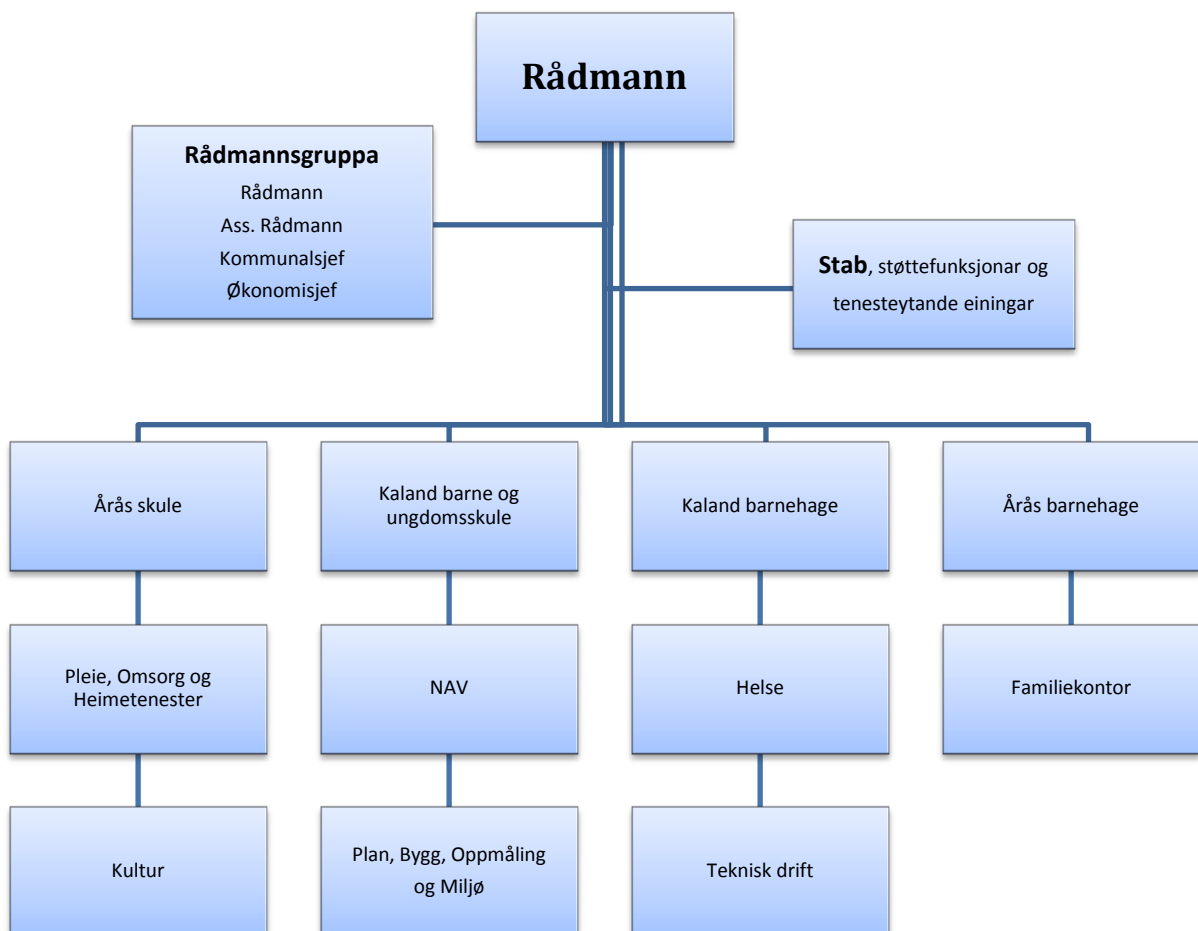 Rådmann
Rådmannsgruppa
Rådmann
Ass. Rådmann
Kommunalsjef
Økonomisjef
Stab, støttefunksjonar og
tenesteytande einingar
Årås skule
Kaland barne og
ungdomsskule
Kaland barnehage
Årås barnehage
Pleie, Omsorg og
Heimetenester
NAV
Helse
Familiekontor
Kultur
Plan, Bygg, Oppmåling
og Miljø
Teknisk drift